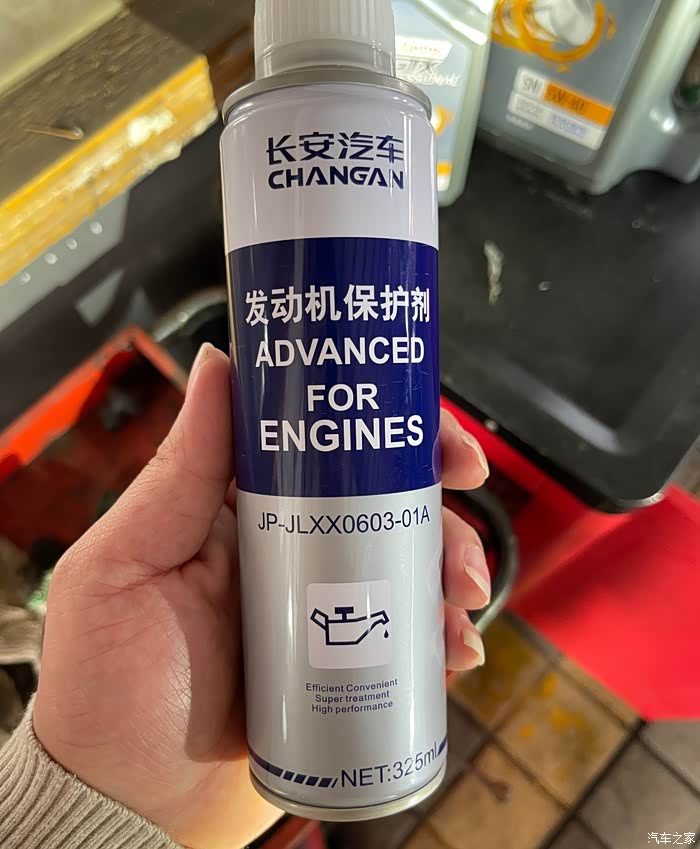 长安汽车
CHANGAN
发动机保护剂
ADVANCED
FOR
ENGINES
JP-JLXX0603-01A
Efficient Convenient
Super treatment
High performance
NET:325ml
汽车之家